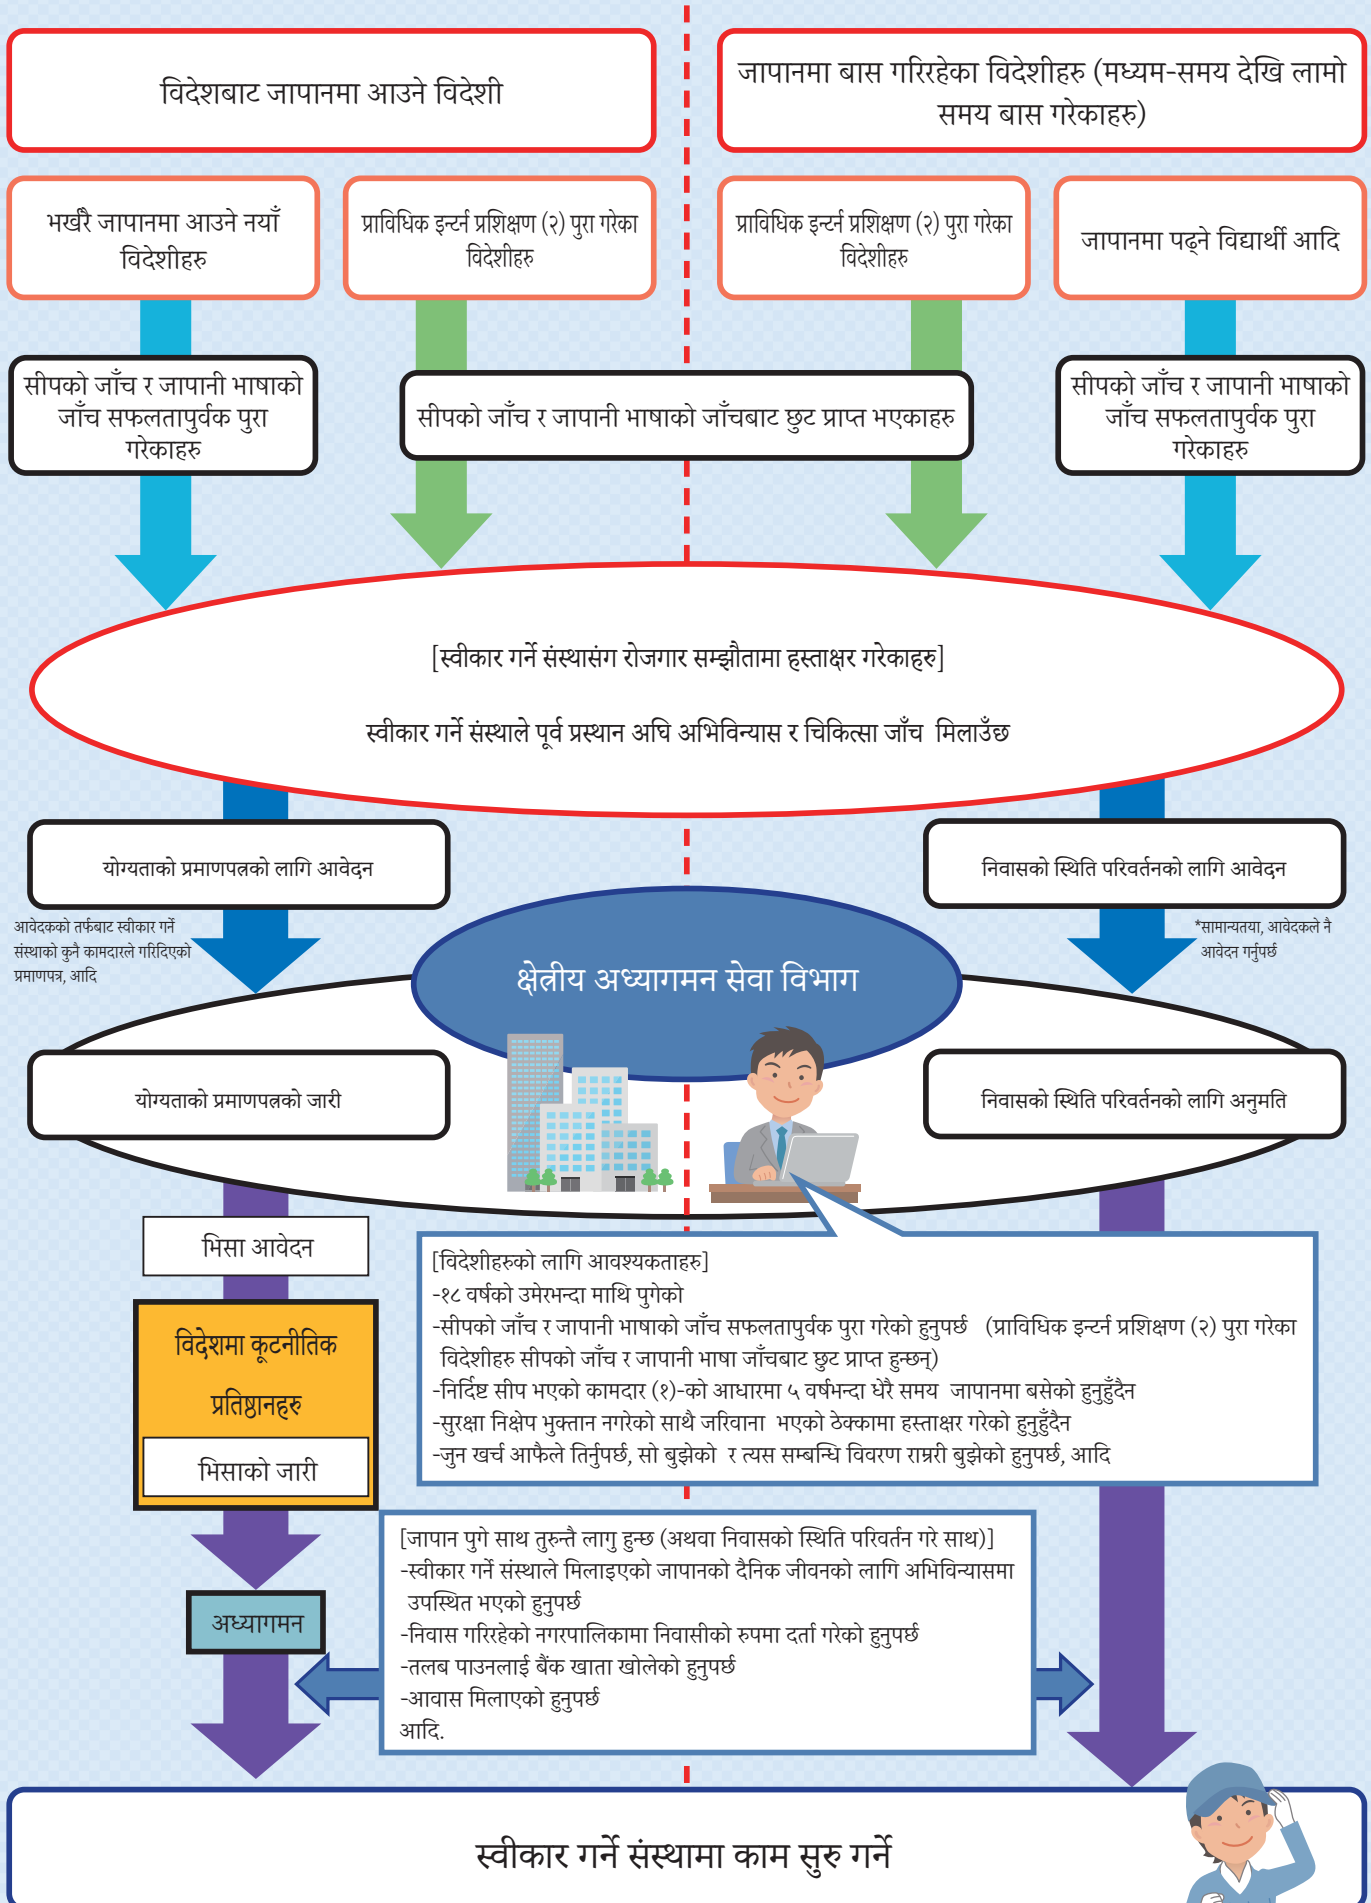 विदेशबाट जापानमा आउने विदेशी
जापानमा बास गरिरहेका विदेशीहरु (मध्यम-समय देखि लामो
समय बास गरेकाहरु)
भर्खरै जापानमा आउने नयाँ
विदेशीहरु
प्राविधिक इन्टर्न प्रशिक्षण (२) पुरा गरेका
विदेशीहरु
प्राविधिक इन्टर्न प्रशिक्षण (२) पुरा गरेका
विदेशीहरु
जापानमा पढ्ने विद्यार्थी आदि
सीपको जाँच र जापानी भाषाको
जाँच सफलतापुर्वक पुरा
गरेकाहरु
सीपको जाँच र जापानी भाषाको जाँचबाट छुट प्राप्त भएकाहरु
सीपको जाँच र जापानी भाषाको
जाँच सफलतापुर्वक पुरा
गरेकाहरु
[स्वीकार गर्ने संस्थासंग रोजगार सम्झौतामा हस्ताक्षर गरेकाहरु]
स्वीकार गर्ने संस्थाले पूर्व प्रस्थान अघि अभिविन्यास र चिकित्सा जाँच मिलाउँछ
योग्यताको प्रमाणपत्रको लागि आवेदन
निवासको स्थिति परिवर्तनको लागि आवेदन
आवेदकको तर्फबाट स्वीकार गर्ने
संस्थाको कुनै कामदारले गरिदिएको
प्रमाणपत्र, आदि
*सामान्यतया, आवेदकले नै
आवेदन गर्नुपर्छ
क्षेत्रीय अध्यागमन सेवा विभाग
योग्यताको प्रमाणपत्रको जारी
निवासको स्थिति परिवर्तनको लागि अनुमति
भिसा आवेदन
विदेशमा कूटनीतिक
प्रतिष्ठानहरु
भिसाको जारी
[विदेशीहरुको लागि आवश्यकताहरु]
-१८ वर्षको उमेरभन्दा माथि पुगेको
-सीपको जाँच र जापानी भाषाको जाँच सफलतापुर्वक पुरा गरेको हुनुपर्छ (प्राविधिक इन्टर्न प्रशिक्षण (२) पुरा गरेका
विदेशीहरु सीपको जाँच र जापानी भाषा जाँचबाट छुट प्राप्त हुन्छन्)
-निर्दिष्ट सीप भएको कामदार (१)-को आधारमा ५ वर्षभन्दा धेरै समय जापानमा बसेको हुनुहुँदैन
-सुरक्षा निक्षेप भुक्तान नगरेको साथै जरिवाना भएको ठेक्कामा हस्ताक्षर गरेको हुनुहुँदैन
-जुन खर्च आफैले तिर्नुपर्छ, सो बुझेको र त्यस सम्बन्धि विवरण राम्ररी बुझेको हुनुपर्छ, आदि
[जापान पुगे साथ तुरुन्तै लागु हुन्छ (अथवा निवासको स्थिति परिवर्तन गरे साथ)]
-स्वीकार गर्ने संस्थाले मिलाइएको जापानको दैनिक जीवनको लागि अभिविन्यासमा
उपस्थित भएको हुनुपर्छ
-निवास गरिरहेको नगरपालिकामा निवासीको रुपमा दर्ता गरेको हुनुपर्छ
-तलब पाउनलाई बैंक खाता खोलेको हुनुपर्छ
-आवास मिलाएको हुनुपर्छ
आदि.
अध्यागमन
स्वीकार गर्ने संस्थामा काम सुरु गर्ने